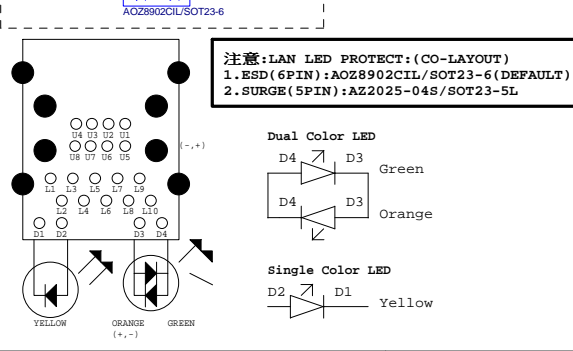 AOZ8902CIL/SOT23-6
注意:LAN LED PROTECT:(CO-LAYOUT)
1.ESD(6PIN):AOZ8902CIL/SOT23-6(DEFAULT)
2.SURGE(5PIN):AZ2025-04S/SOT23-5L
U4 U3 U2 U1
U8 U7 U6 U5
(-,+)
L1 L3 L5 L7 L9
L2 L4 L6 L8 L10
D1 D2 D3 D4
YELLOW ORANGE GREEN
(+,-)
Dual Color LED
D4 D3 Green
D4 D3 Orange
Single Color LED
D2 D1 Yellow